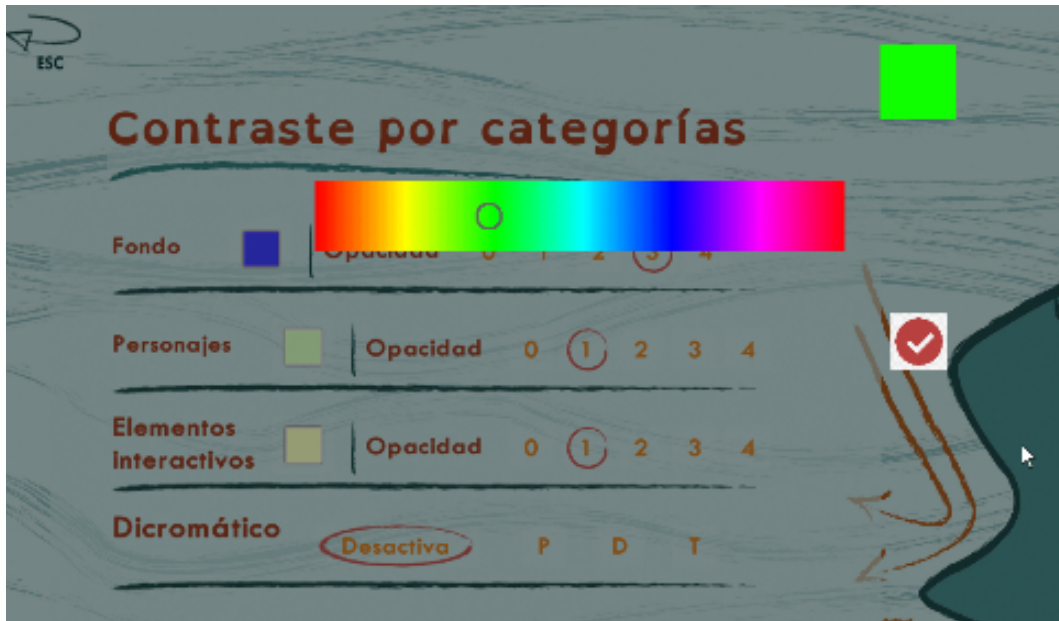 ESC
Contraste por categorías
Fondo Opacidad 0 1 2 3 4
Personajes Opacidad 0 1 2 3 4
Elementos
interactivos Opacidad 0 1 2 3 4
Dicromático Desactiva P D T